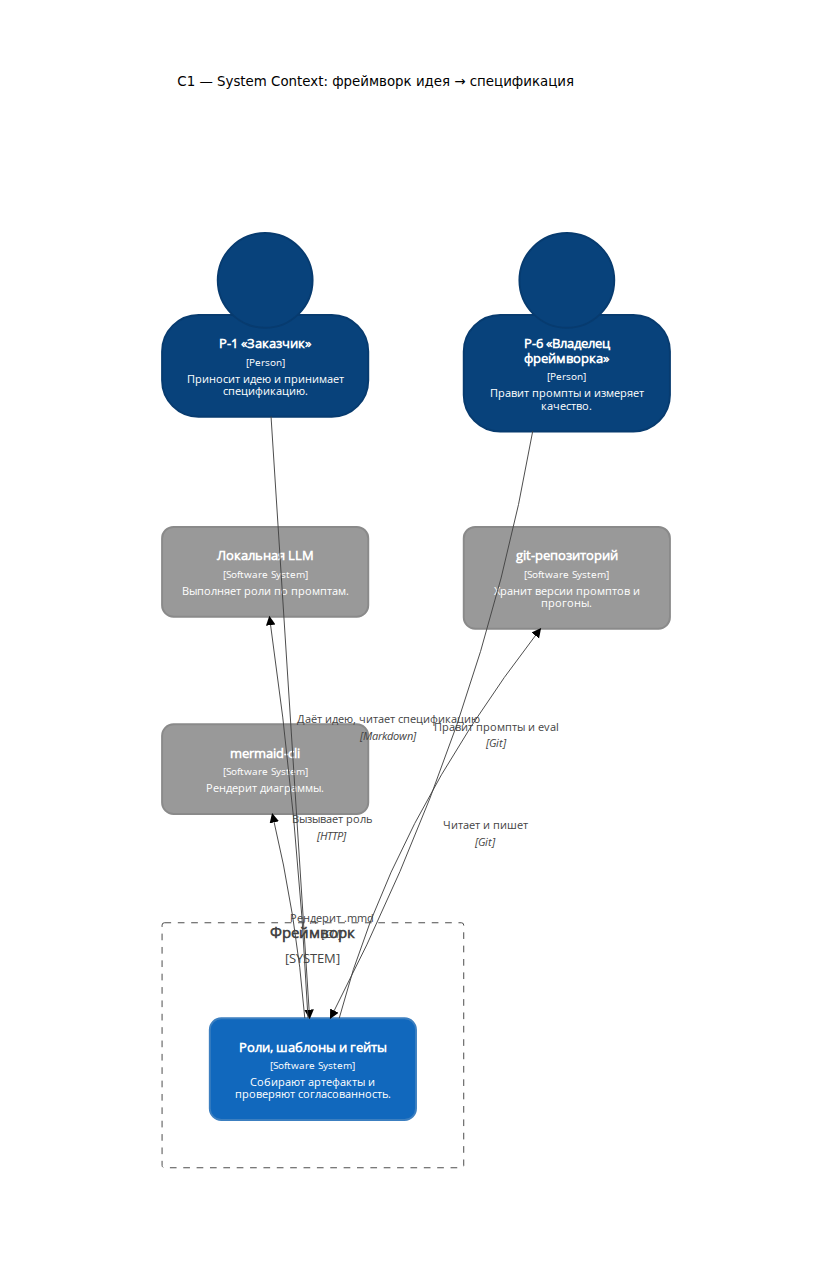 C1 — System Context: фреймворк идея → спецификация
P-1 «Заказчик»
[Person]
Приносит идею и принимает
спецификацию.
P-6 «Владелец
фреймворка»
[Person]
Правит промпты и измеряет
качество.
Локальная LLM
[Software System]
Выполняет роли по промптам.
git-репозиторий
[Software System]
Хранит версии промптов и
прогоны.
Даёт идею, читает спецификацию
[Markdown]
Правит промпты и eval
[Git]
mermaid-cli
[Software System]
Рендерит диаграммы.
Вызывает роль
[HTTP]
Читает и пишет
[Git]
Рендерит .mmd
Фреймворк
[SYSTEM]
Роли, шаблоны и гейты
[Software System]
Собирают артефакты и
проверяют согласованность.